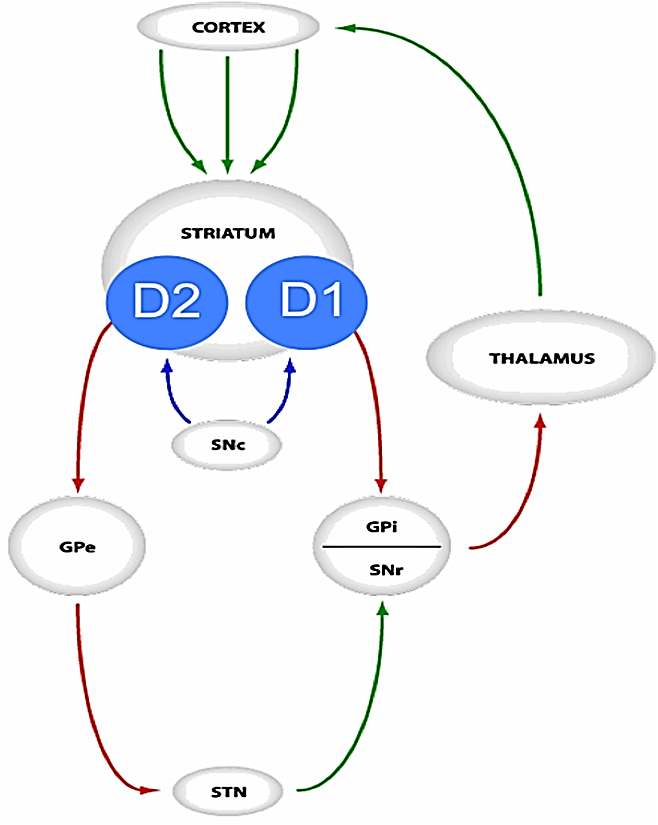 CORTEX
STRIATUM
D2
D1
THALAMUS
SNc
GPe
GPi
SNr
STN